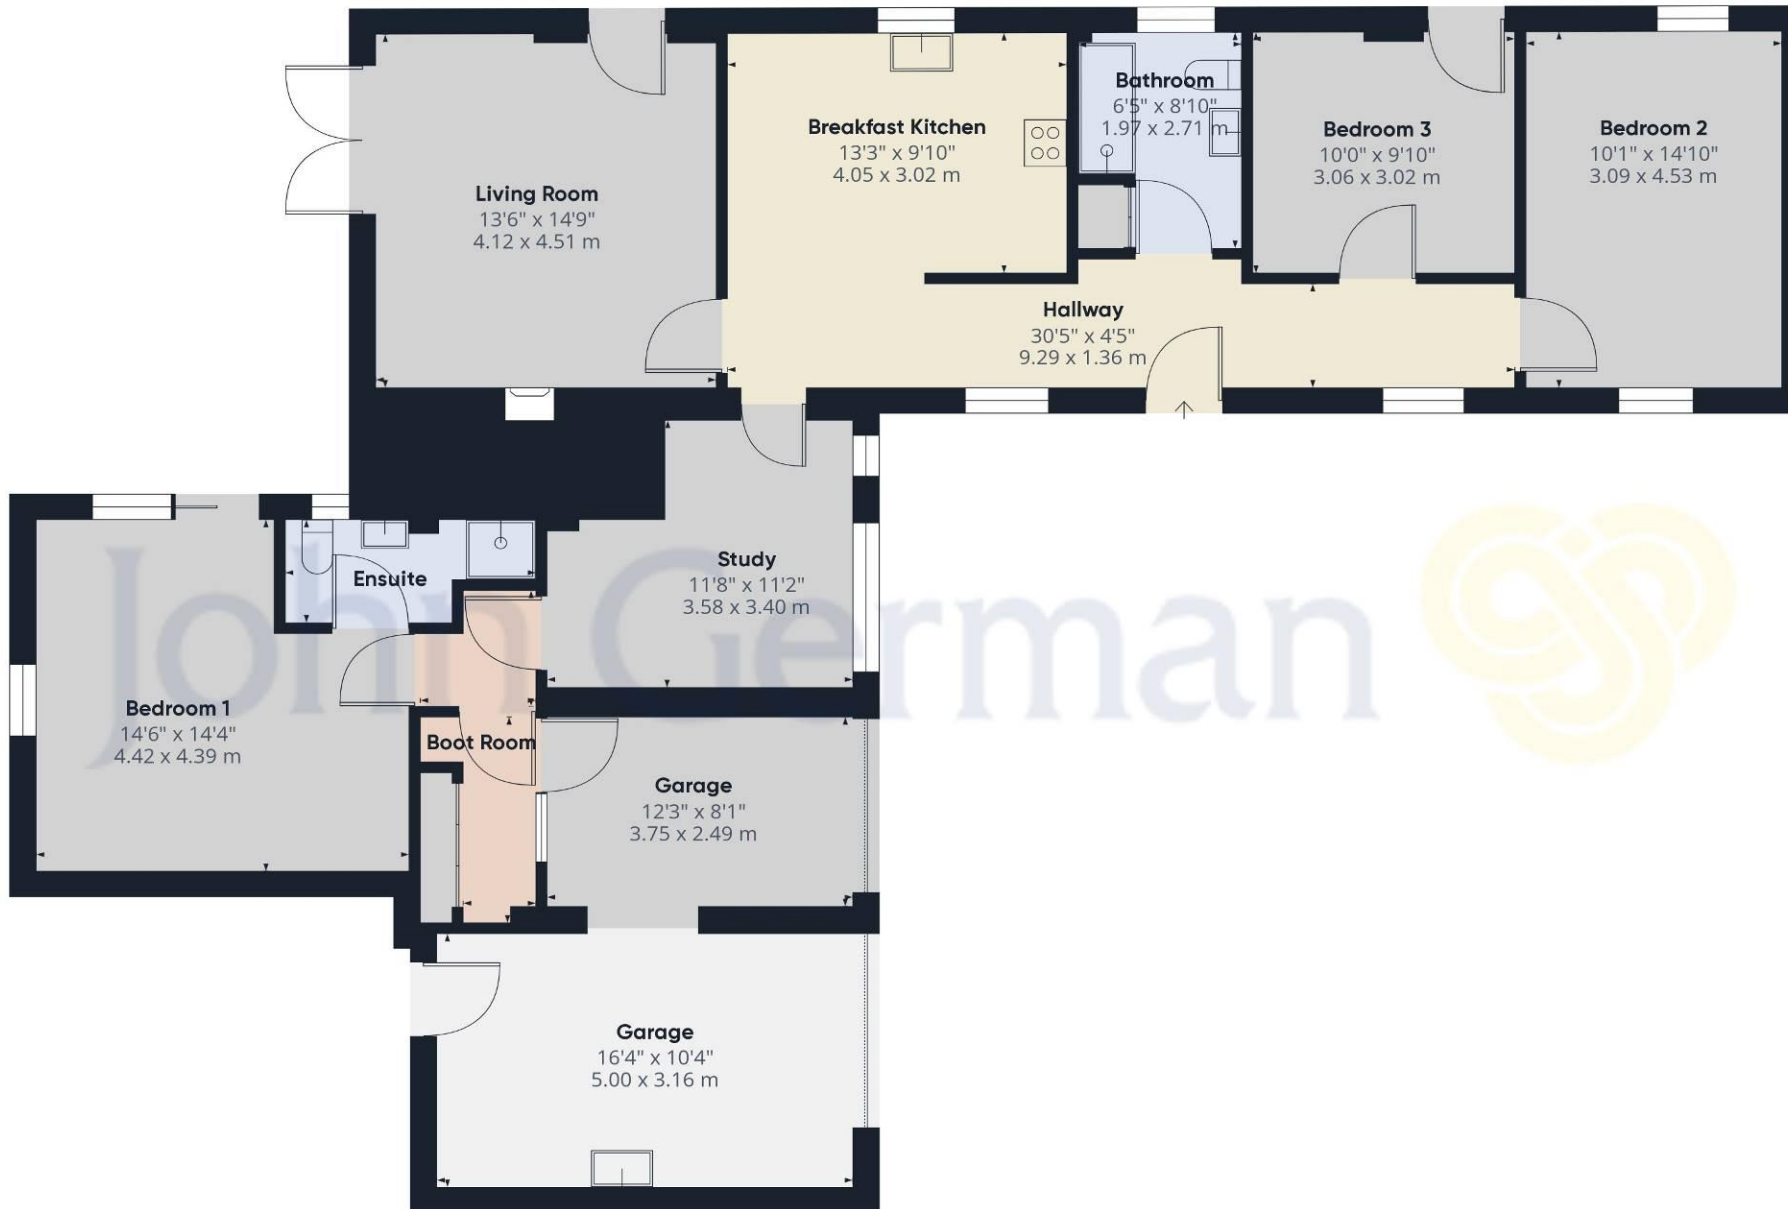 Living Room
13'6" x 14'9"
4.12 x 4.51 m
Breakfast Kitchen
13'3" x 9'10"
4.05 x 3.02 m
Bathroom
6'5" x 8'10"
1.97 x 2.71 m
Bedroom 3
10'0" x 9'10"
3.06 x 3.02 m
Bedroom 2
10'1" x 14'10"
3.09 x 4.53 m
Hallway
30'5" x 4'5"
9.29 x 1.36 m
Study
11'8" x 11'2"
3.58 x 3.40 m
Ensuite
John German
Bedroom 1
14'6" x 14'4"
4.42 x 4.39 m
Boot Room
Garage
12'3" x 8'1"
3.75 x 2.49 m
Garage
16'4" x 10'4"
5.00 x 3.16 m